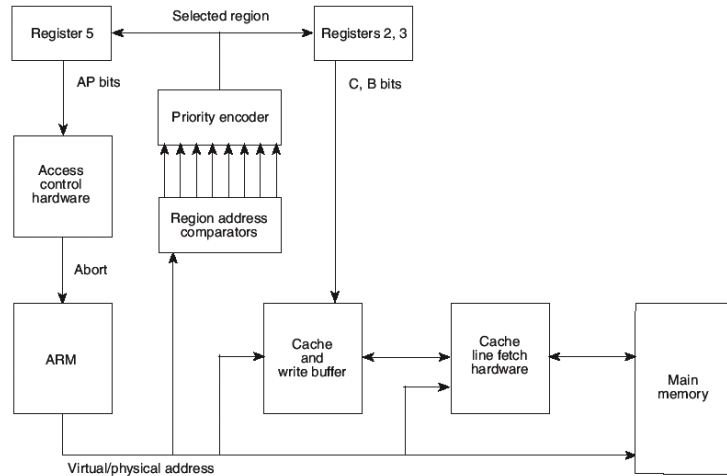 Selected region
Register 5
Registers 2, 3
AP bits
C, B bits
Priority encoder
Access
control
hardware
Region address
comparators
Abort
ARM
Cache
and
write buffer
Cache
line fetch
hardware
Main
memory
Virtual/physical address